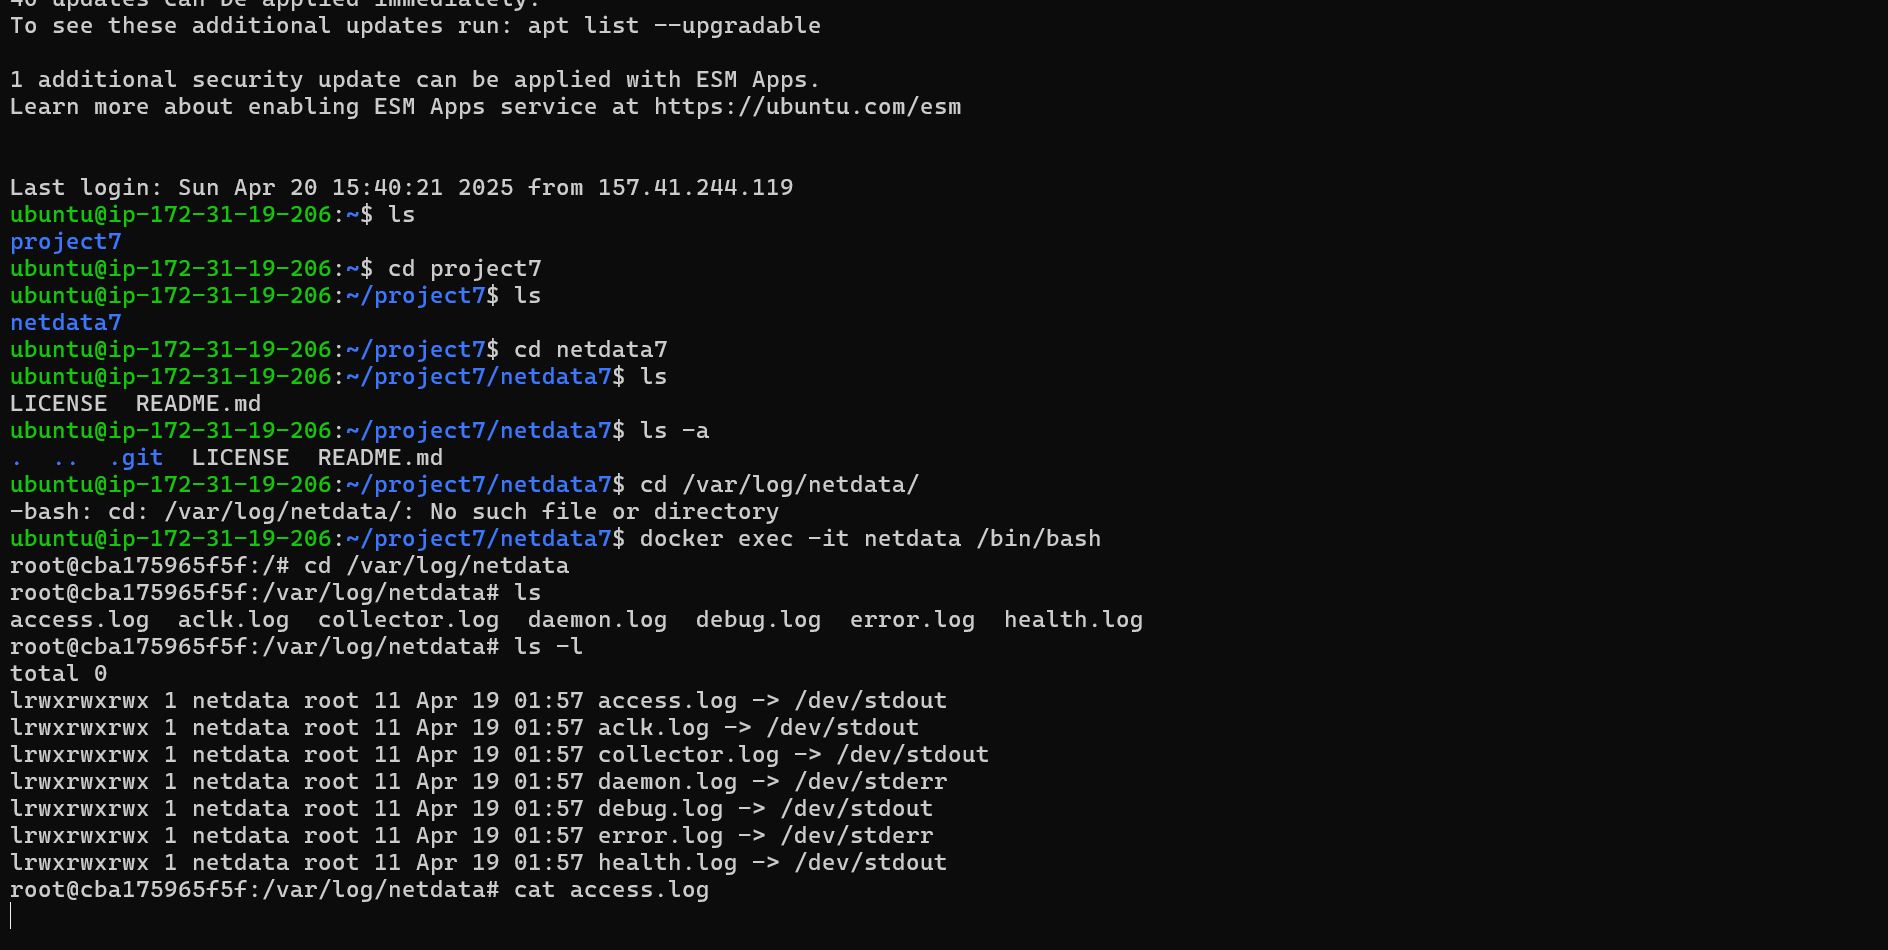 40 updates can be applied immediately.
To see these additional updates run: apt list --upgradable
1 additional security update can be applied with ESM Apps.
Learn more about enabling ESM Apps service at https://ubuntu.com/esm
Last login: Sun Apr 20 15:40:21 2025 from 157.41.244.119
ubuntu@ip-172-31-19-206:~$ ls
project7
ubuntu@ip-172-31-19-206:~$ cd project7
ubuntu@ip-172-31-19-206:~/project7$ ls
netdata7
ubuntu@ip-172-31-19-206:~/project7$ cd netdata7
ubuntu@ip-172-31-19-206:~/project7/netdata7$ ls
LICENSE  README.md
ubuntu@ip-172-31-19-206:~/project7/netdata7$ ls -a
.  ..  .git  LICENSE  README.md
ubuntu@ip-172-31-19-206:~/project7/netdata7$ cd /var/log/netdata/
-bash: cd: /var/log/netdata/: No such file or directory
ubuntu@ip-172-31-19-206:~/project7/netdata7$ docker exec -it netdata /bin/bash
root@cba175965f5f:/# cd /var/log/netdata
root@cba175965f5f:/var/log/netdata# ls
access.log  aclk.log  collector.log  daemon.log  debug.log  error.log  health.log
root@cba175965f5f:/var/log/netdata# ls -l
total 0
lrwxrwxrwx 1 netdata root 11 Apr 19 01:57 access.log -> /dev/stdout
lrwxrwxrwx 1 netdata root 11 Apr 19 01:57 aclk.log -> /dev/stdout
lrwxrwxrwx 1 netdata root 11 Apr 19 01:57 collector.log -> /dev/stdout
lrwxrwxrwx 1 netdata root 11 Apr 19 01:57 daemon.log -> /dev/stderr
lrwxrwxrwx 1 netdata root 11 Apr 19 01:57 debug.log -> /dev/stdout
lrwxrwxrwx 1 netdata root 11 Apr 19 01:57 error.log -> /dev/stderr
lrwxrwxrwx 1 netdata root 11 Apr 19 01:57 health.log -> /dev/stdout
root@cba175965f5f:/var/log/netdata# cat access.log